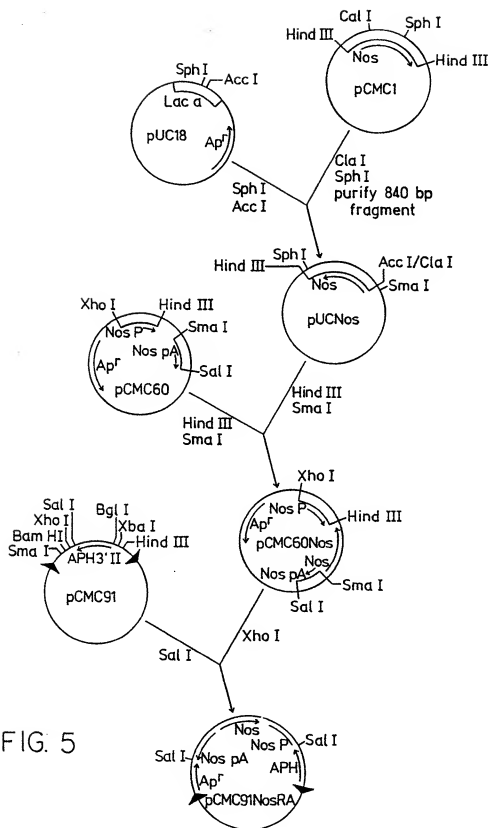 Cal I
Sph I
Hind III
Hind III
Nos
pCMC1
Sph I
Acc I
Lac α
pUC18
Apr
Cla I
Sph I
purify 840 bp
fragment
Sph I
Acc I
Sph I
Hind III
Acc I/Cla I
Nos
Sma I
pUCNos
Xho I
Hind III
Nos P
Sma I
Nos pA
Apr
Sal I
pCMC60
Hind III
Sma I
Hind III
Sma I
Xho I
Nos P
Hind III
Apr
pCMC60Nos
Nos
Nos pA
Sma I
Sal I
Sal I
Xho I
Bam HI
Sma I
Bgl I
Xba I
Hind III
APH3' II
pCMC91
Sal I
Xho I
Nos
Nos P
Sal I
Sal I
Nos pA
APH
Apr
pCMC91NosRA
FIG. 5